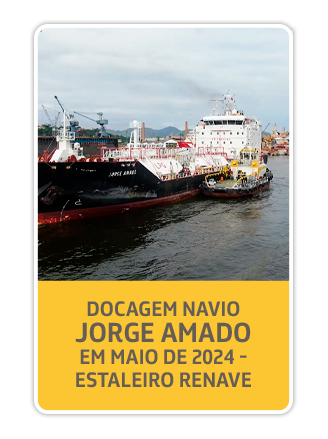 JORGE AMADO
DOCAGEM NAVIO
JORGE AMADO
EM MAIO DE 2024 -
ESTALEIRO RENAVE